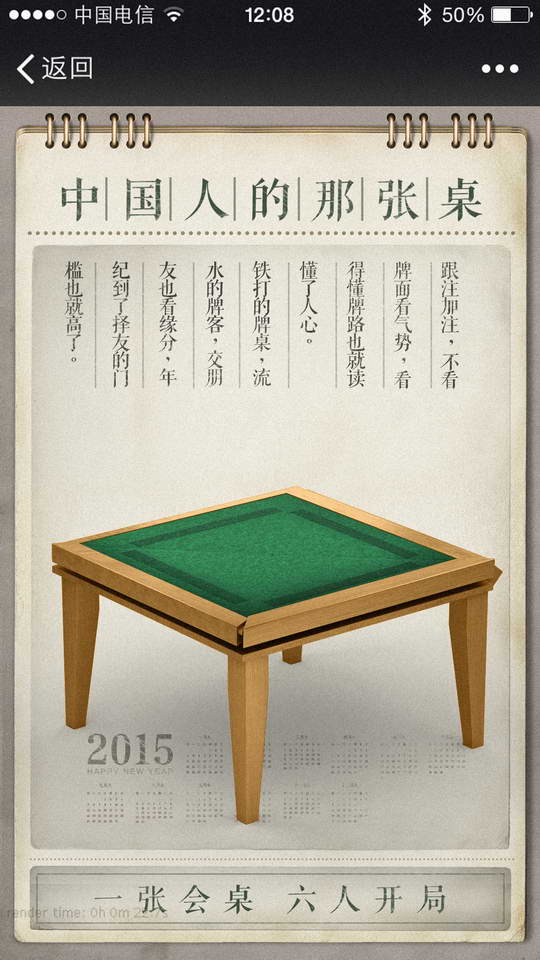 中国电信
12:08
50%
返回
中国人的那张桌
跟注加注，不看
牌面看气势，看
得懂牌路也就读
懂了人心。
铁打的牌桌，流
水的牌客，交朋
友也看缘分，年
纪到了择友的门
槛也就高了。
2015
HAPPY NEW YEAR
一张会桌 六人开局
render time: 0h 0m 22.7s